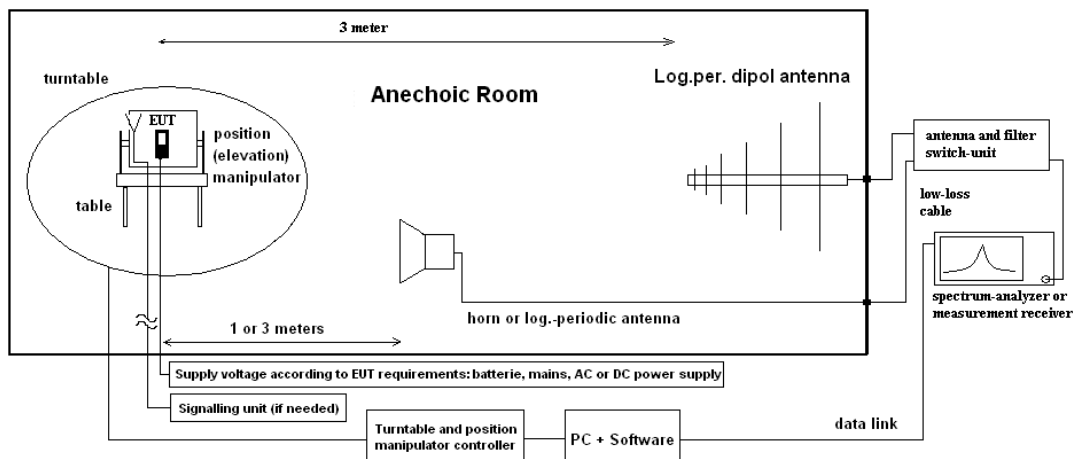 3 meter
turntable
Log.per. dipol antenna
Anechoic Room
EUT
position
(elevation)
manipulator
table
antenna and filter
switch-unit
low-loss
cable
spectrum-analyzer or
measurement receiver
horn or log.-periodic antenna
1 or 3 meters
Supply voltage according to EUT requirements: batterie, mains, AC or DC power supply
Signalling unit (if needed)
Turntable and position
manipulator controller
PC + Software
data link